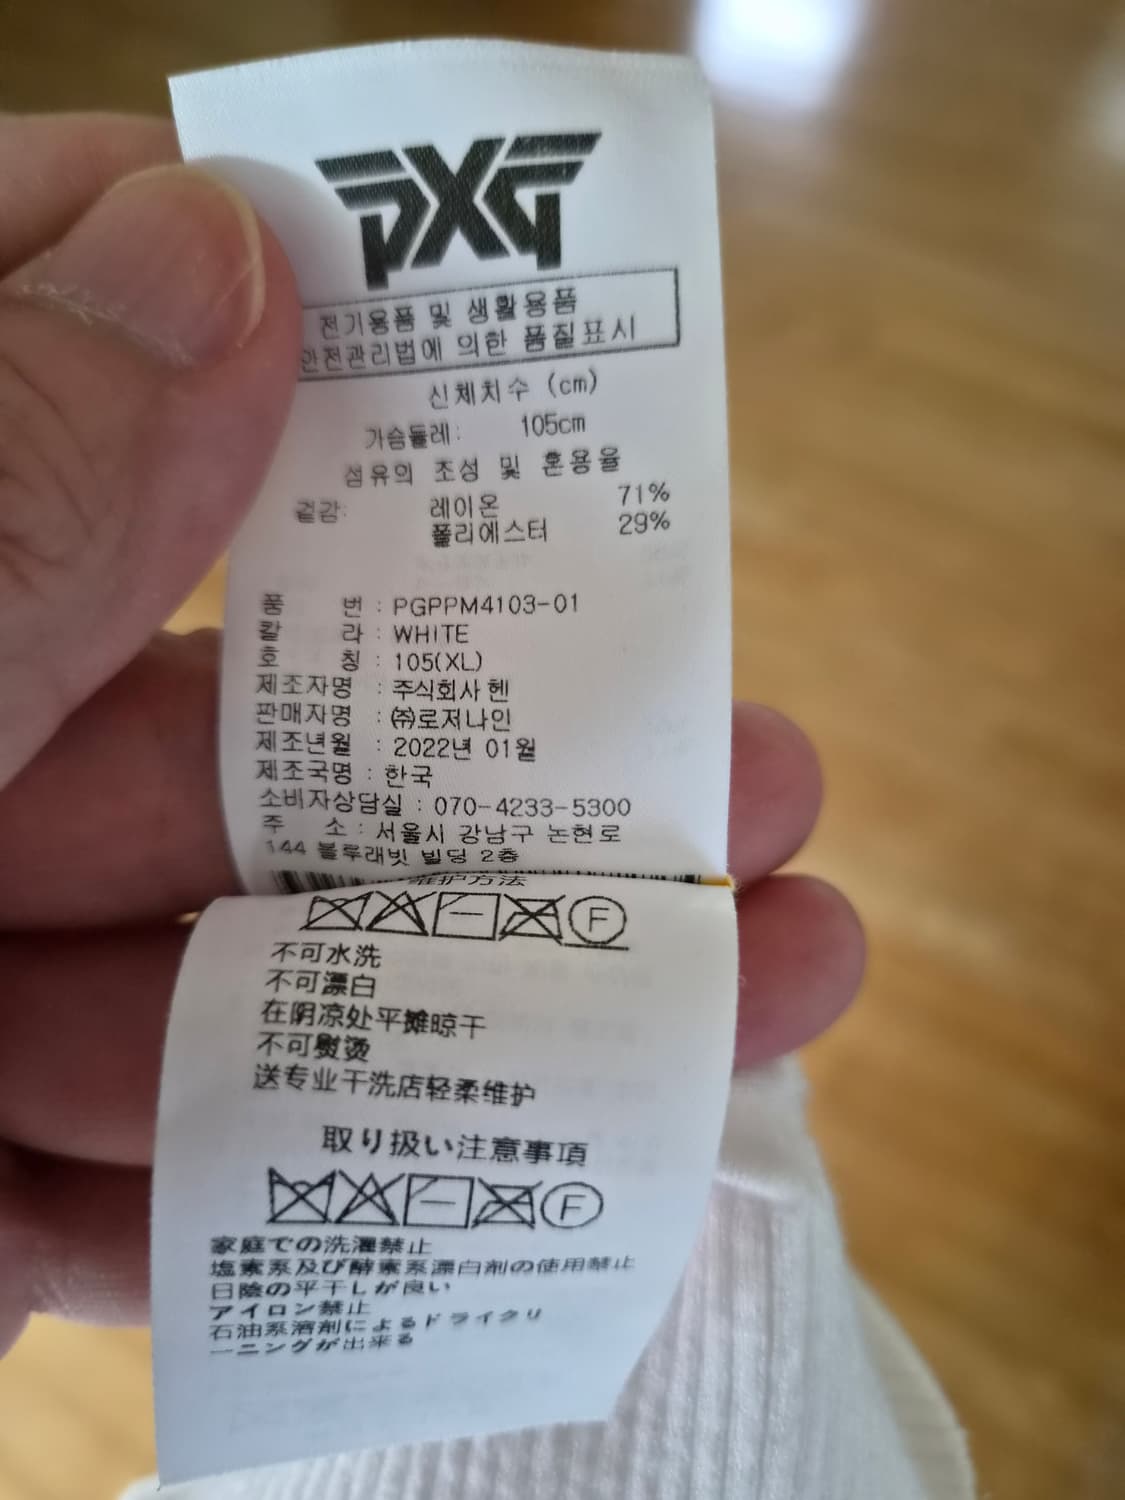 PXG
전기용품 및 생활용품
안전관리법에 의한 품질표시
신체치수 (cm)
가슴둘레: 105cm
섬유의 조성 및 혼용율
겉감: 레이온 71%
폴리에스터 29%
품 번 : PGPPM4103-01
칼 라 : WHITE
호 칭 : 105(XL)
제조자명 : 주식회사 헨
판매자명 : ㈜로저나인
제조년월 : 2022년 01월
제조국명 : 한국
소비자상담실 : 070-4233-5300
주 소 : 서울시 강남구 논현로
144 블루래빗 빌딩 2층
维护方法
F
不可水洗
不可漂白
在阴凉处平摊晾干
不可熨烫
送专业干洗店轻柔维护
取り扱い注意事項
F
家庭での洗濯禁止
塩素系及び酵素系漂白剤の使用禁止
日陰の平干しが良い
アイロン禁止
石油系溶剤によるドライクリ
ーニングが出来る